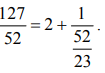 127/52 = 2 + 1/(52/23).